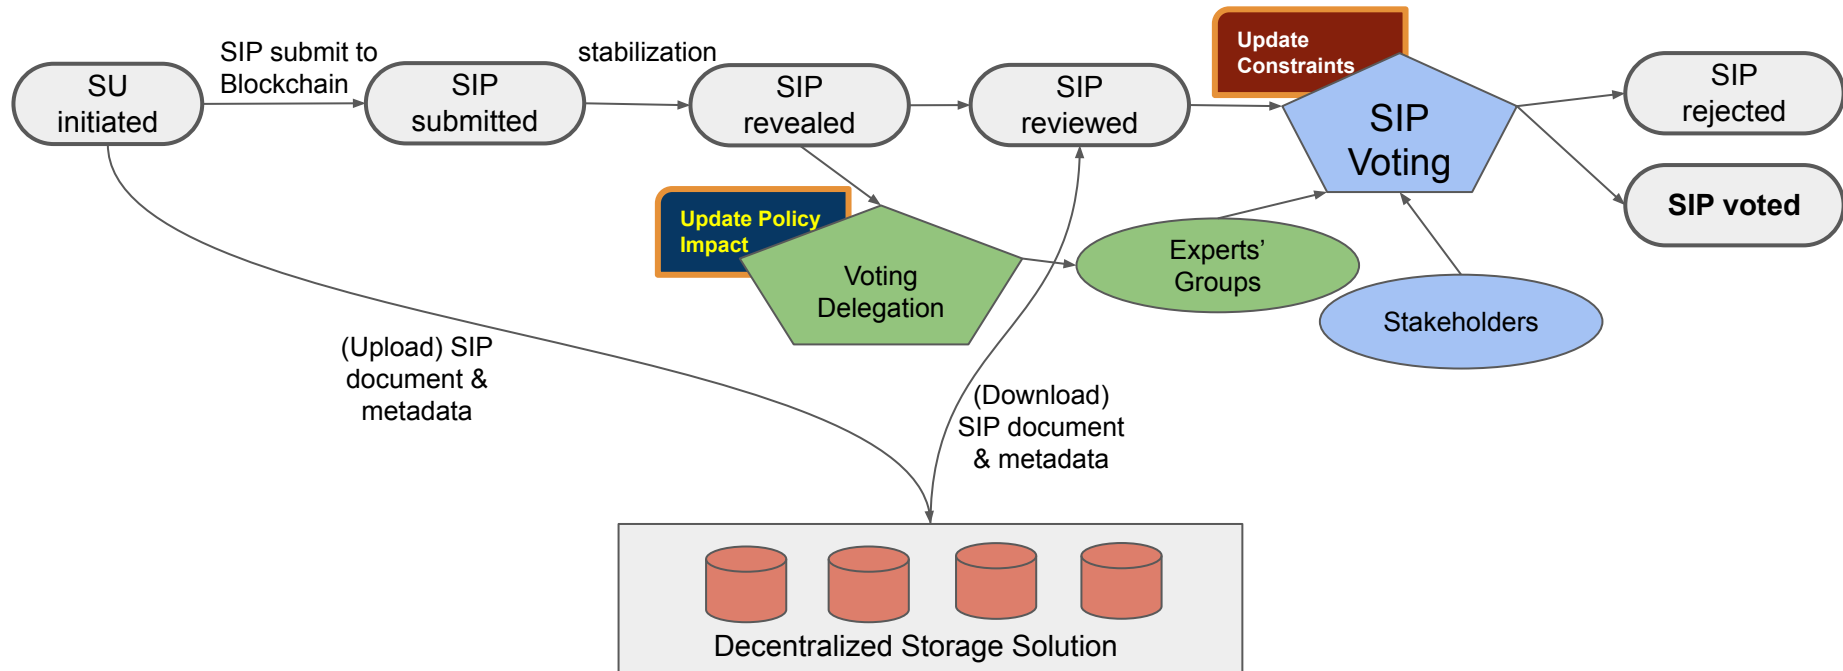 SU
initiated
SIP submit to
Blockchain
SIP
submitted
stabilization
SIP
revealed
SIP
reviewed
Update
Constraints
SIP
Voting
SIP
rejected
SIP voted
Update Policy
Impact
Voting
Delegation
Experts’
Groups
Stakeholders
(Upload) SIP
document &
metadata
(Download)
SIP document
& metadata
Decentralized Storage Solution